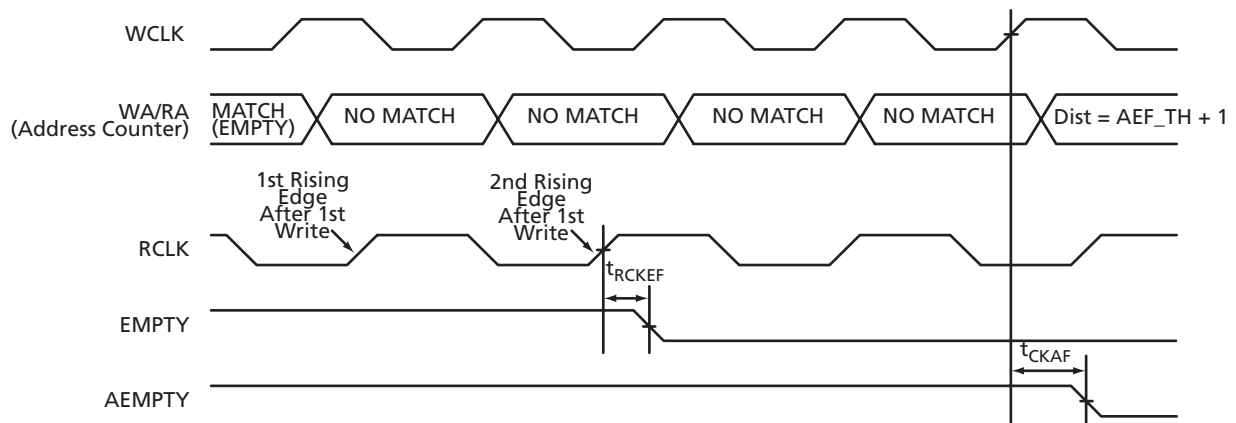 WCLK
WA/RA
(Address Counter)
MATCH
(EMPTY)
NO MATCH
NO MATCH
NO MATCH
NO MATCH
Dist = AEF_TH + 1
1st Rising
Edge
After 1st
Write
2nd Rising
Edge
After 1st
Write
RCLK
tRCKEF
EMPTY
tCKAF
AEMPTY